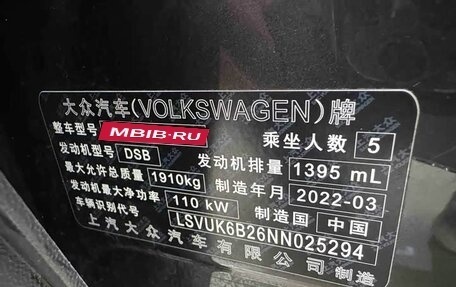 大众汽车(VOLKSWAGEN)牌
整车型号 MBIB.RU 乘坐人数 5
发动机型号 DSB 发动机排量 1395 mL
最大允许总质量 1910kg 制造年月 2022-03
发动机最大净功率 110 kW 制造国 中国
车辆识别代号 LSVUK6B26NN025294
上汽大众汽车有限公司 制造